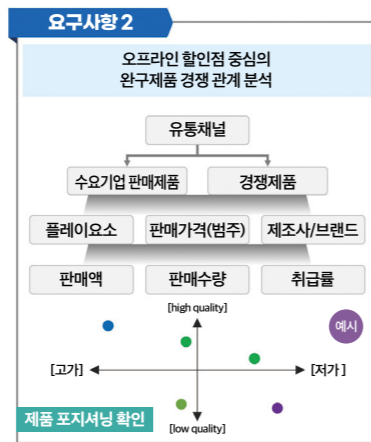 요구사항 2
오프라인 할인점 중심의
완구제품 경쟁 관계 분석
유통채널
수요기업 판매제품 경쟁제품
플레이요소 판매가격(범주) 제조사/브랜드
판매액 판매수량 취급률
[high quality]
예시
[고가] [저가 ]
제품 포지셔닝 확인
[low quality]